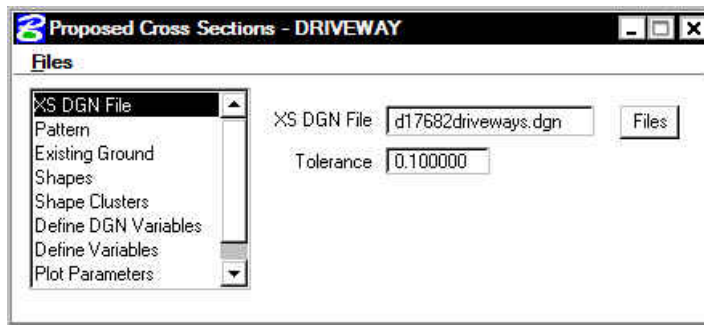 Proposed Cross Sections - DRIVEWAY
Files
XS DGN File
Pattern
Existing Ground
Shapes
Shape Clusters
Define DGN Variables
Define Variables
Plot Parameters
XS DGN File d17682driveways.dgn Files
Tolerance 0.100000